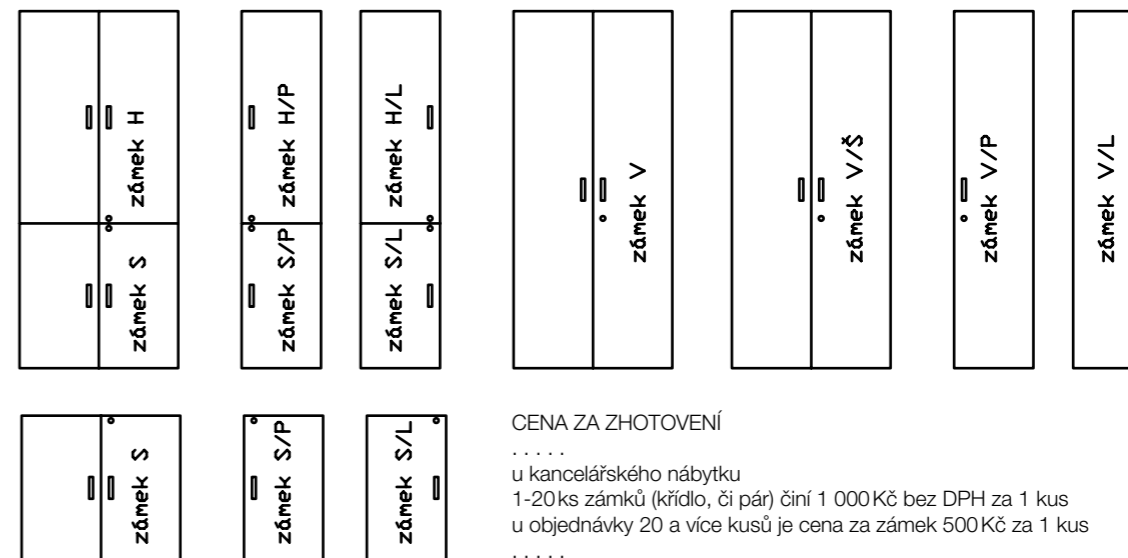 zámek H
zámek H/P
zámek H/L
zámek V
zámek V/Š
zámek V/P
zámek V/L
zámek S
zámek S/P
zámek S/L
zámek S
zámek S/P
zámek S/L
CENA ZA ZHOTOVENÍ
. . . . .
u kancelářského nábytku
1-20 ks zámků (křídlo, či pár) činí 1 000 Kč bez DPH za 1 kus
u objednávky 20 a více kusů je cena za zámek 500 Kč za 1 kus
. . . . .